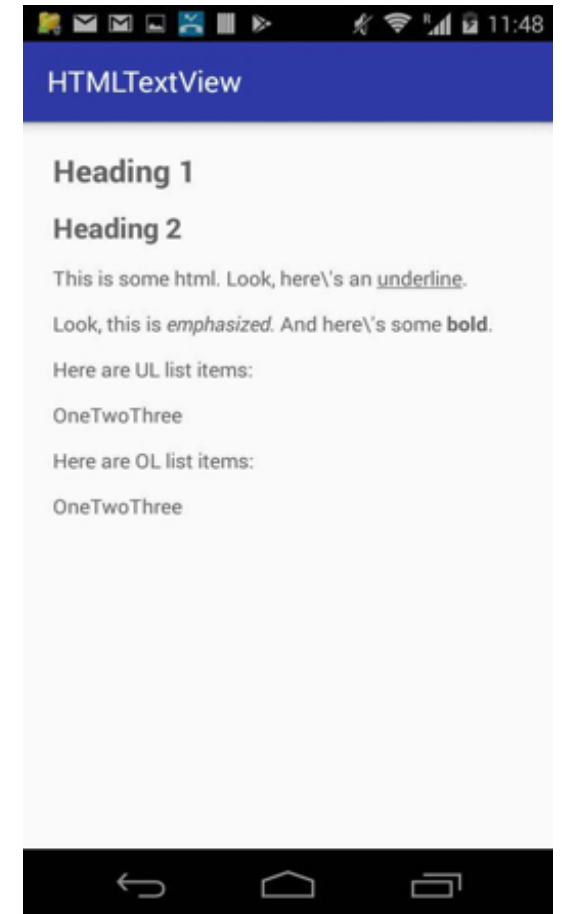 11:48
HTMLTextView
Heading 1
Heading 2
This is some html. Look, here\'s an underline.
Look, this is emphasized. And here\'s some bold.
Here are UL list items:
OneTwoThree
Here are OL list items:
OneTwoThree